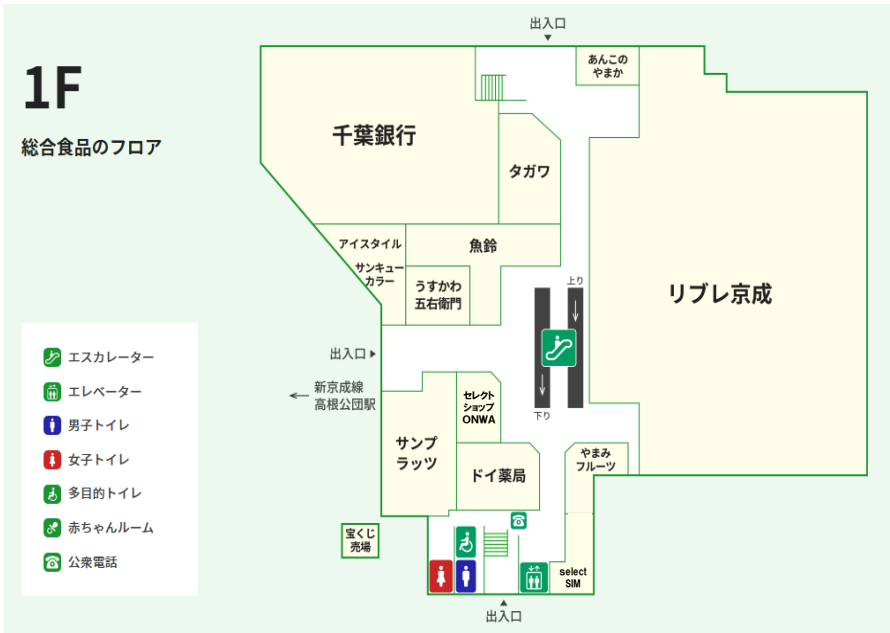 1F
総合食品のフロア
出入口
あんこの
やまか
千葉銀行
タガワ
アイスタイル
サンキュー
カラー
魚鈴
うすかわ
五右衛門
リブレ京成
上り
下り
出入口
新京成線
高根公団駅
セレクト
ショップ
ONWA
サンプ
ラッツ
ドイ薬局
やまみ
フルーツ
宝くじ
売場
select
SIM
出入口
エスカレーター
エレベーター
男子トイレ
女子トイレ
多目的トイレ
赤ちゃんルーム
公衆電話